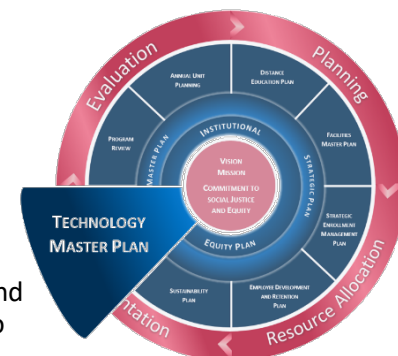 Evaluation
Planning
ANNUAL UNIT
PLANNING
DISTANCE
EDUCATION PLAN
PROGRAM
REVIEW
FACILITIES
MASTER PLAN
MASTER PLAN
INSTITUTIONAL
STRATEGIC PLAN
VISION
MISSION
COMMITMENT TO
SOCIAL JUSTICE
AND EQUITY
STRATEGIC
ENROLLMENT
MANAGEMENT
PLAN
TECHNOLOGY
MASTER PLAN
EQUITY PLAN
SUSTAINABILITY
PLAN
EMPLOYEE DEVELOPMENT
AND RETENTION
PLAN
Resource Allocation
ntation
nd